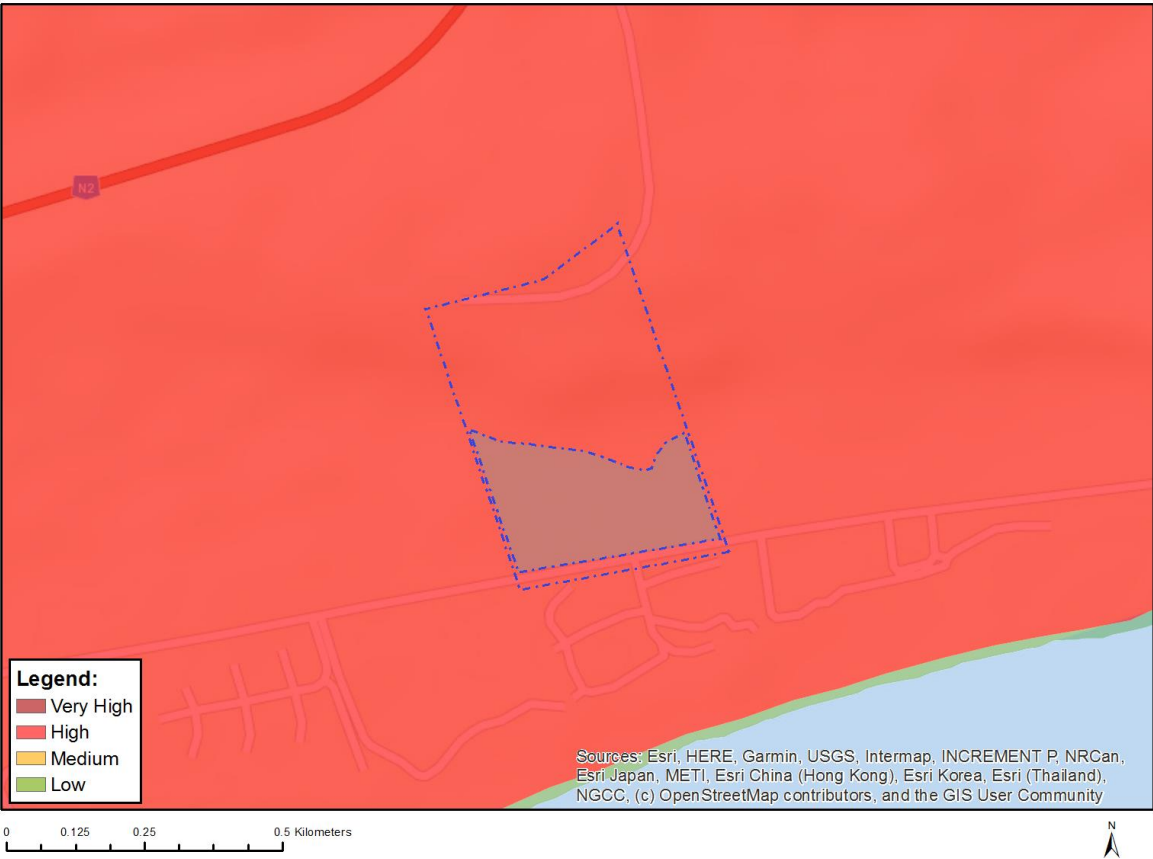 N2
Legend:
Very High
High
Medium
Low
Sources: Esri, HERE, Garmin, USGS, Intermap, INCREMENT P, NRCan,
Esri Japan, METI, Esri China (Hong Kong), Esri Korea, Esri (Thailand),
NGCC, (c) OpenStreetMap contributors, and the GIS User Community
0 0.125 0.25 0.5 Kilometers
N